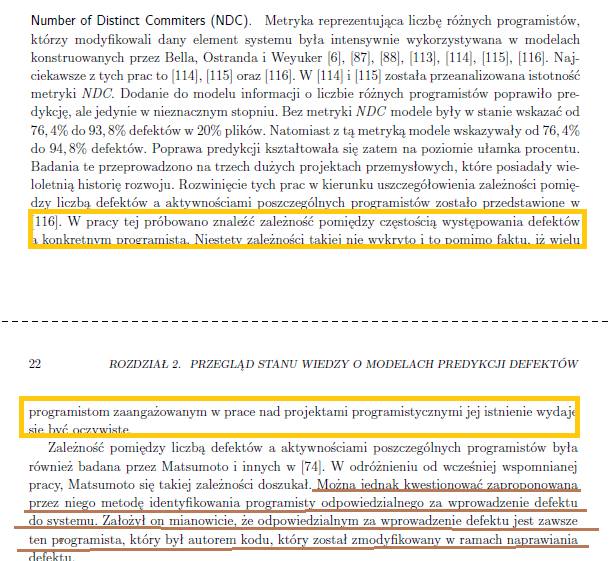 Number of Distinct Commiters (NDC). Metryka reprezentująca liczbę różnych programistów,
którzy modyfikowali dany element systemu była intensywnie wykorzystywana w modelach
konstruowanych przez Bella, Ostranda i Weyuker [6], [87], [88], [113], [114], [115], [116]. Naj-
ciekawsze z tych prac to [114], [115] oraz [116]. W [114] i [115] została przeanalizowana istotność
metryki NDC. Dodanie do modelu informacji o liczbie różnych programistów poprawiło pre-
dykcję, ale jedynie w nieznacznym stopniu. Bez metryki NDC modele były w stanie wskazać od
76, 4% do 93, 8% defektów w 20% plików. Natomiast z tą metryką modele wskazywały od 76, 4%
do 94, 8% defektów. Poprawa predykcji kształtowała się zatem na poziomie ułamka procentu.
Badania te przeprowadzono na trzech dużych projektach przemysłowych, które posiadały wie-
loletnią historię rozwoju. Rozwinięcie tych prac w kierunku uszczegółowienia zależności pomię-
dzy liczbą defektów a aktywnościami poszczególnych programistów zostało przedstawione w
[116]. W pracy tej próbowano znaleźć zależność pomiędzy częstością występowania defektów
a konkretnym programistą. Niestety zależności takiej nie wykryto i to pomimo faktu, iż wielu
22 ROZDZIAŁ 2. PRZEGLĄD STANU WIEDZY O MODELACH PREDYKCJI DEFEKTÓW
programistom zaangażowanym w prace nad projektami programistycznymi jej istnienie wydaje
się być oczywiste.
Zależność pomiędzy liczbą defektów a aktywnościami poszczególnych programistów była
również badana przez Matsumoto i innych w [74]. W odróżnieniu od wcześniej wspomnianej
pracy, Matsumoto się takiej zależności doszukał. Można jednak kwestionować zaproponowaną
przez niego metodę identyfikowania programisty odpowiedzialnego za wprowadzenie defektu
do systemu. Założył on mianowicie, że odpowiedzialnym za wprowadzenie defektu jest zawsze
ten programista, który był autorem kodu, który został zmodyfikowany w ramach naprawiania
defektu.